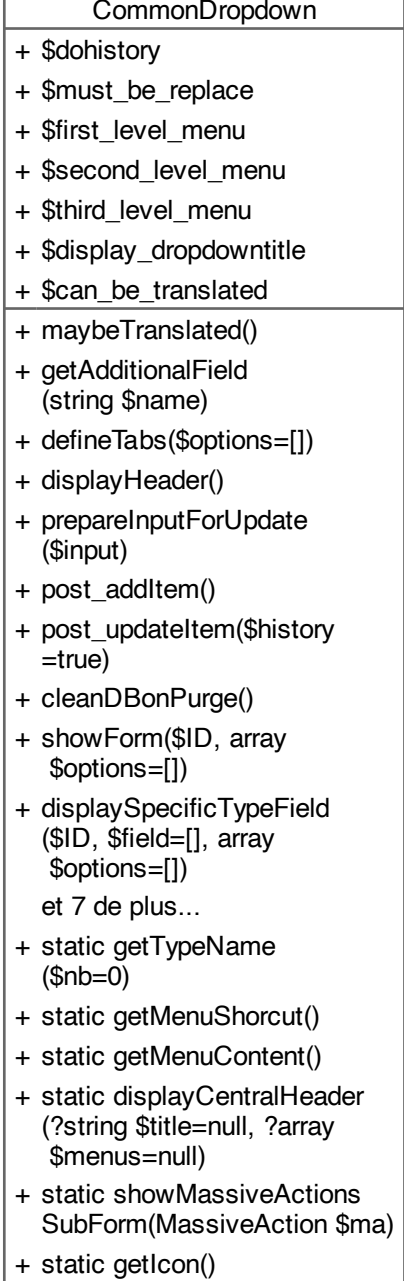 CommonDropdown
+ $dohistory
+ $must_be_replace
+ $first_level_menu
+ $second_level_menu
+ $third_level_menu
+ $display_dropdowntitle
+ $can_be_translated
+ maybeTranslated()
+ getAdditionalField
(string $name)
+ defineTabs($options=[])
+ displayHeader()
+ prepareInputForUpdate
($input)
+ post_addItem()
+ post_updateItem($history
=true)
+ cleanDBonPurge()
+ showForm($ID, array
$options=[])
+ displaySpecificTypeField
($ID, $field=[], array
$options=[])
et 7 de plus...
+ static getTypeName
($nb=0)
+ static getMenuShorcut()
+ static getMenuContent()
+ static displayCentralHeader
(?string $title=null, ?array
$menus=null)
+ static showMassiveActions
SubForm(MassiveAction $ma)
+ static getIcon()